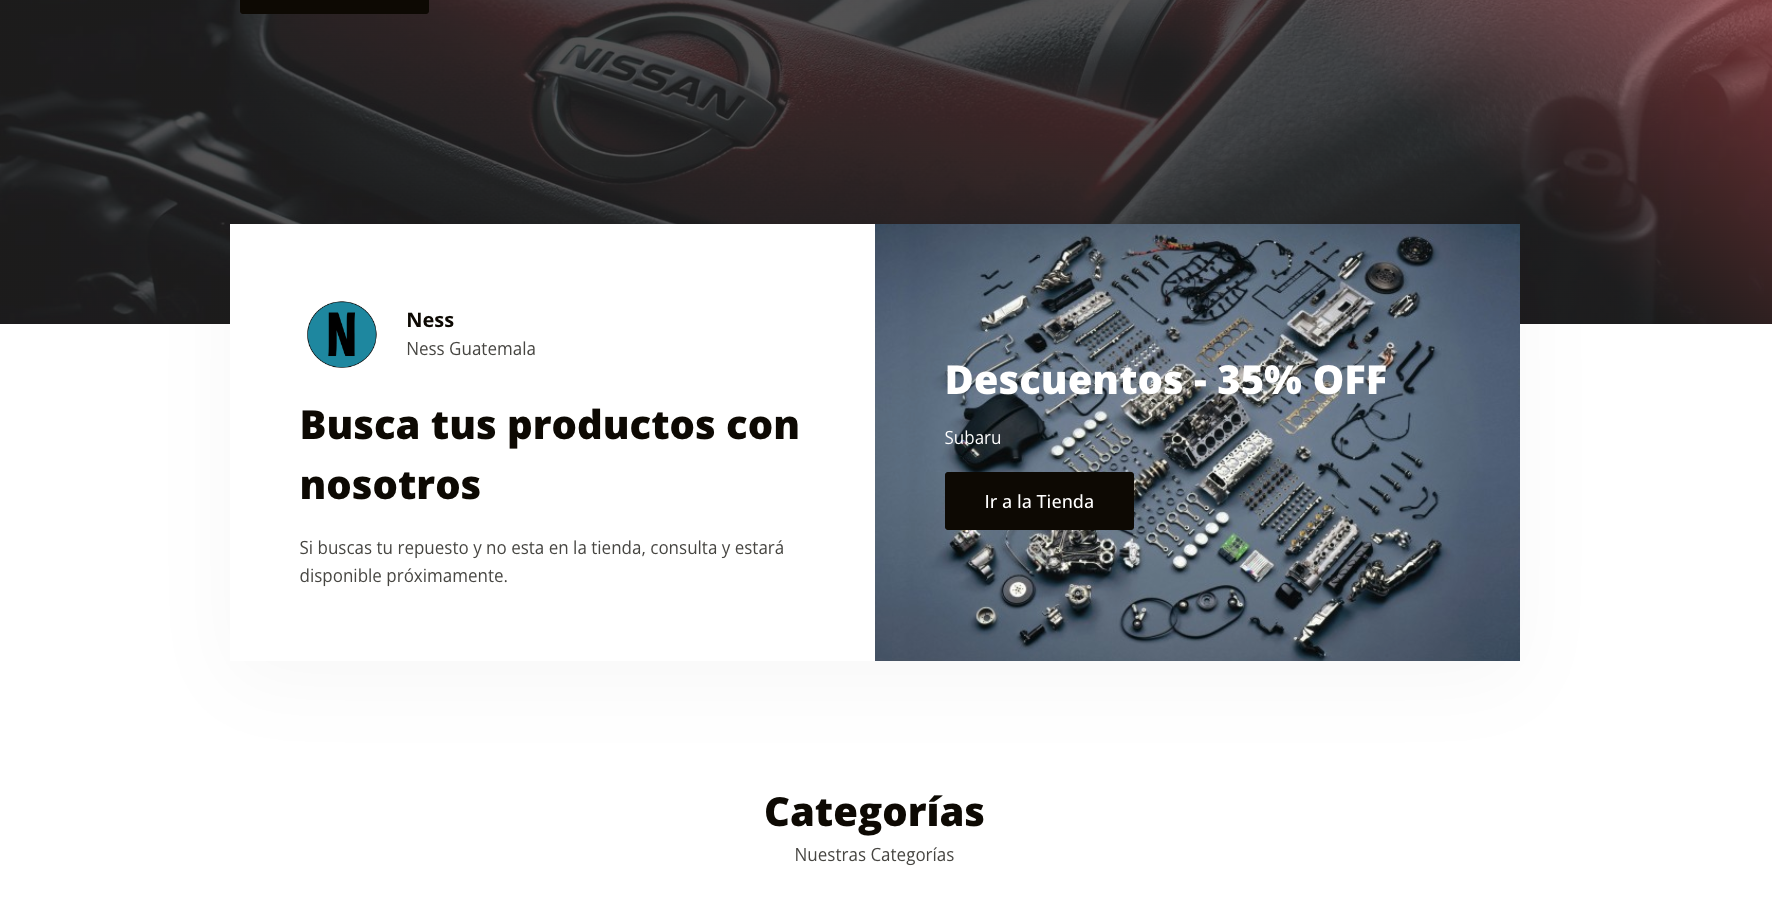 NISSAN
N
Ness
Ness Guatemala
Busca tus productos con
nosotros
Si buscas tu repuesto y no esta en la tienda, consulta y estará
disponible próximamente.
Descuentos - 35% OFF
Subaru
Ir a la Tienda
Categorías
Nuestras Categorías